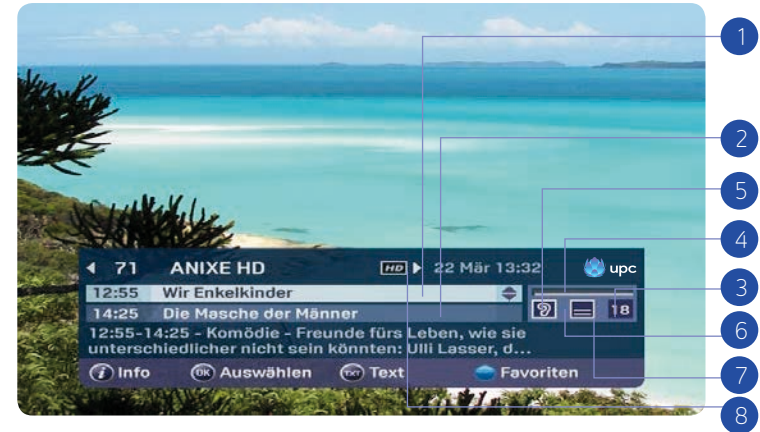 1
2
5
4
71 ANIXE HD HD 22 Mär 13:32 upc
12:55 Wir Enkelkinder
3
14:25 Die Masche der Männer
18
6
12:55-14:25 - Komödie - Freunde fürs Leben, wie sie
unterschiedlicher nicht sein könnten: Ulli Lasser, d...
7
i Info OK Auswählen TXT Text Favoriten
8